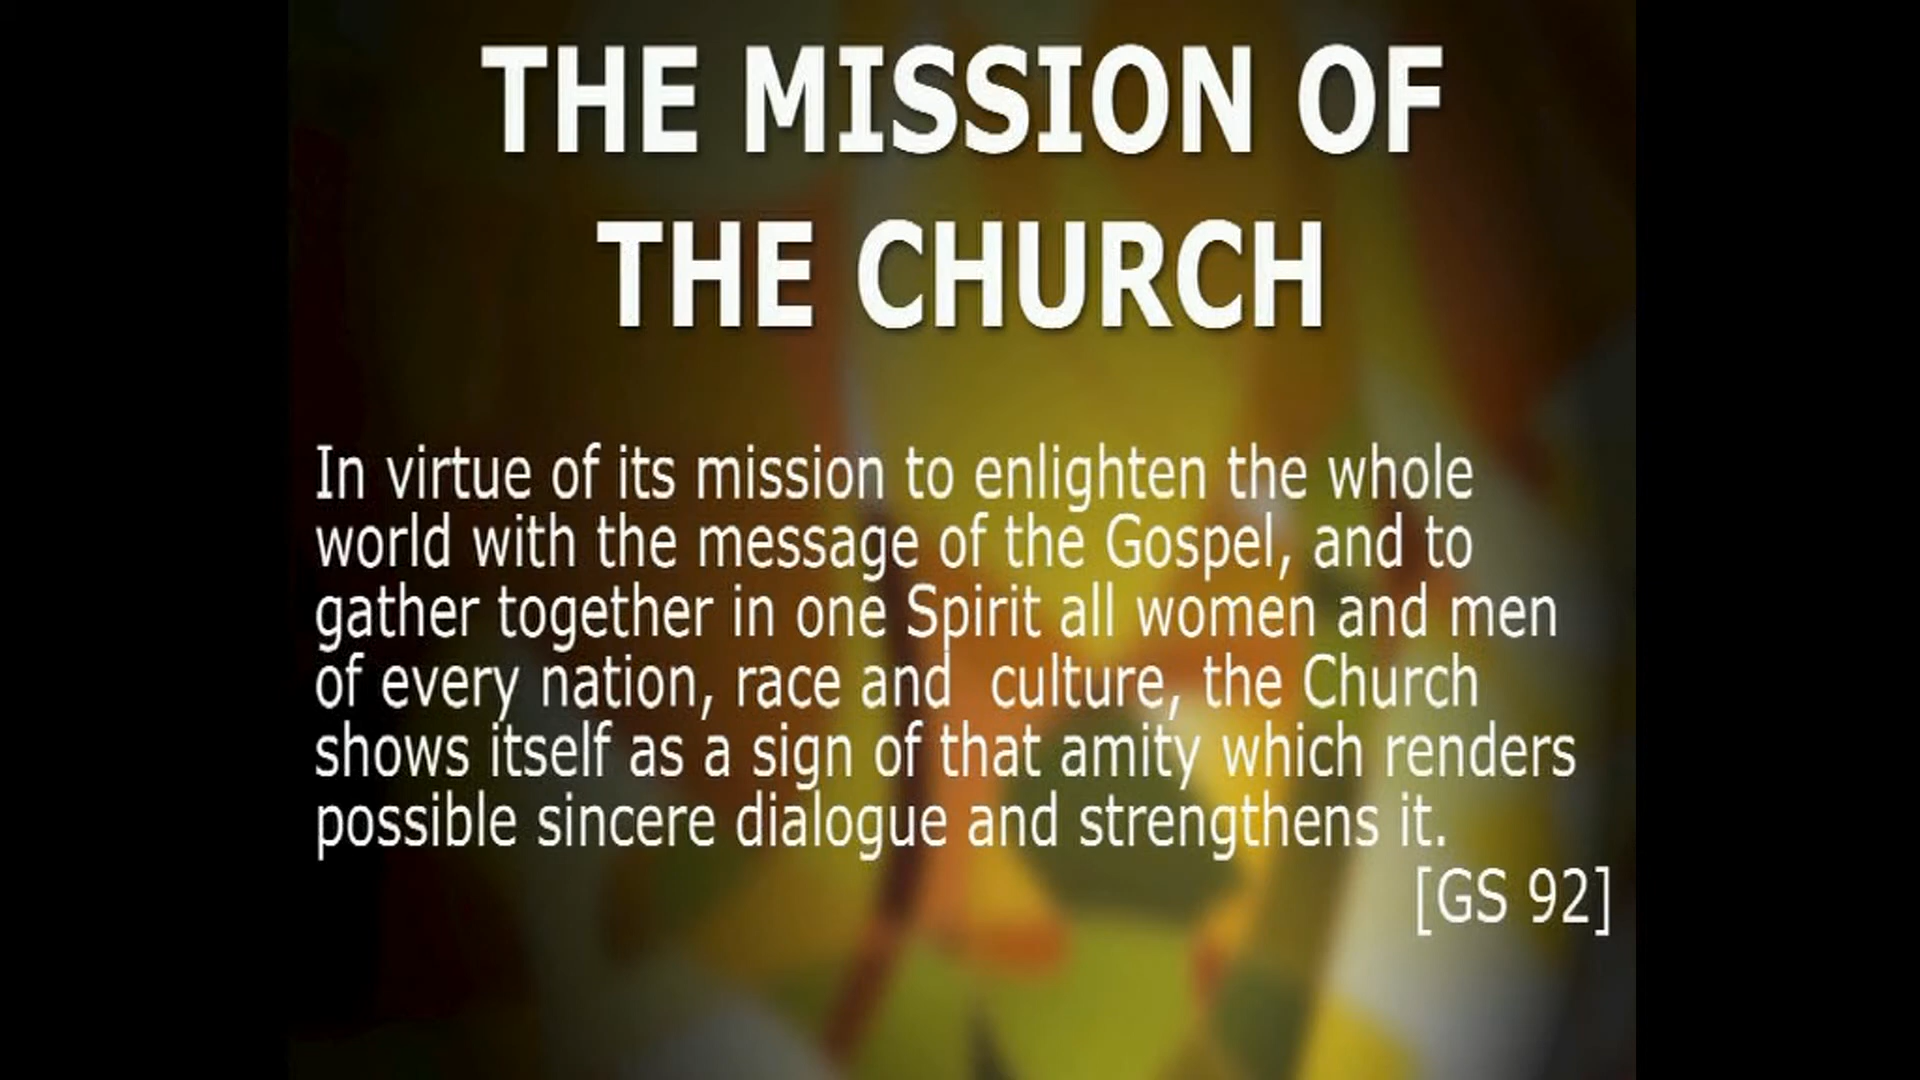 THE MISSION OF
THE CHURCH
In virtue of its mission to enlighten the whole
world with the message of the Gospel, and to
gather together in one Spirit all women and men
of every nation, race and  culture, the Church
shows itself as a sign of that amity which renders
possible sincere dialogue and strengthens it.
[GS 92]